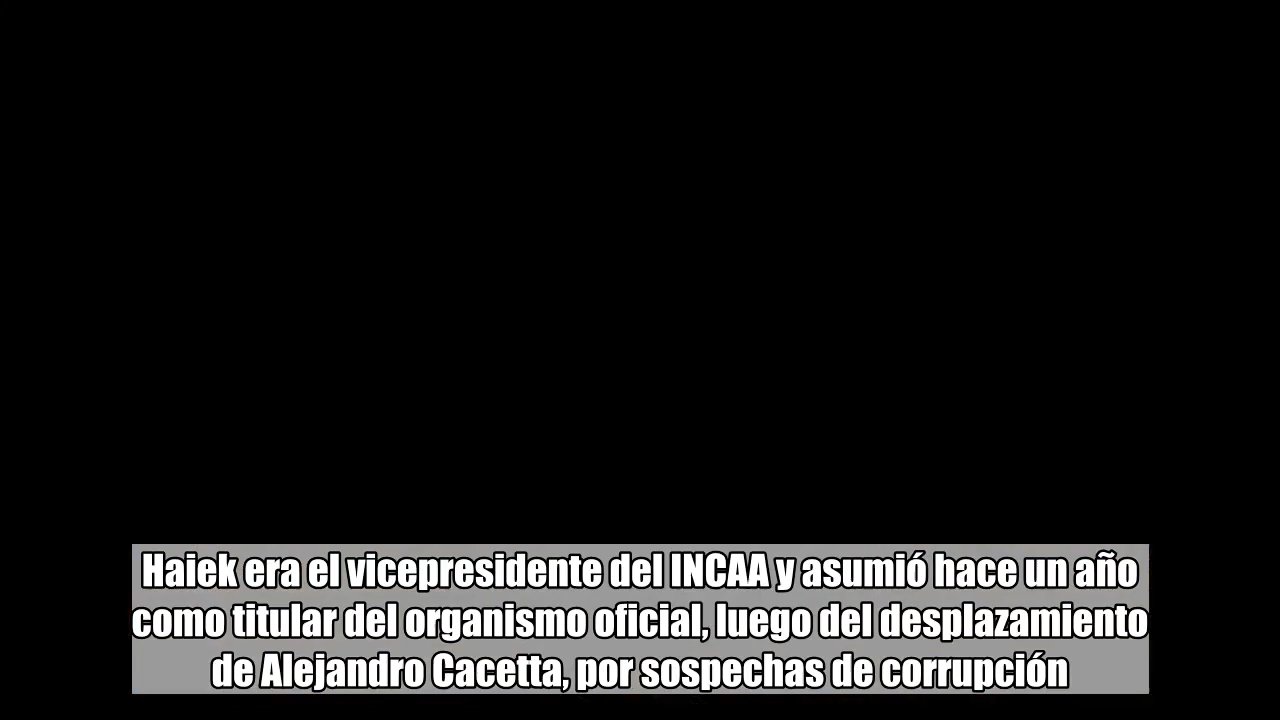 Haiek era el vicepresidente del INCAA y asumió hace un año
como titular del organismo oficial, luego del desplazamiento
de Alejandro Cacetta, por sospechas de corrupción